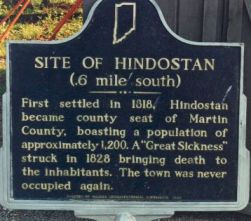 SITE OF HINDOSTAN
(.6 mile south)
First settled in 1818, Hindostan
became county seat of Martin
County, boasting a population of
approximately 1,200. A "Great Sickness"
struck in 1828 bringing death to
the inhabitants. The town was never
occupied again.